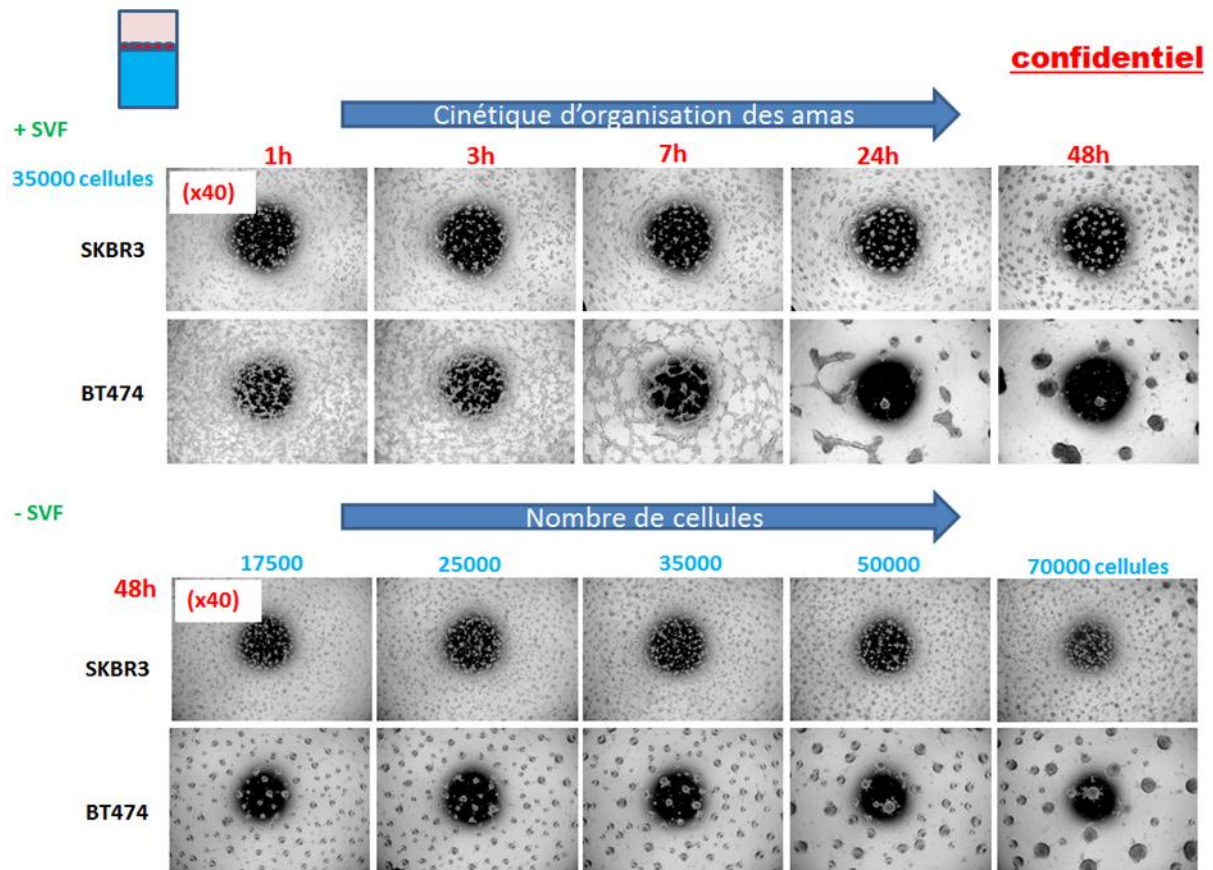 confidentiel
Cinétique d'organisation des amas
+ SVF
1h 3h 7h 24h 48h
35000 cellules
(x40)
SKBR3
BT474
- SVF
Nombre de cellules
17500 25000 35000 50000 70000 cellules
48h
(x40)
SKBR3
BT474